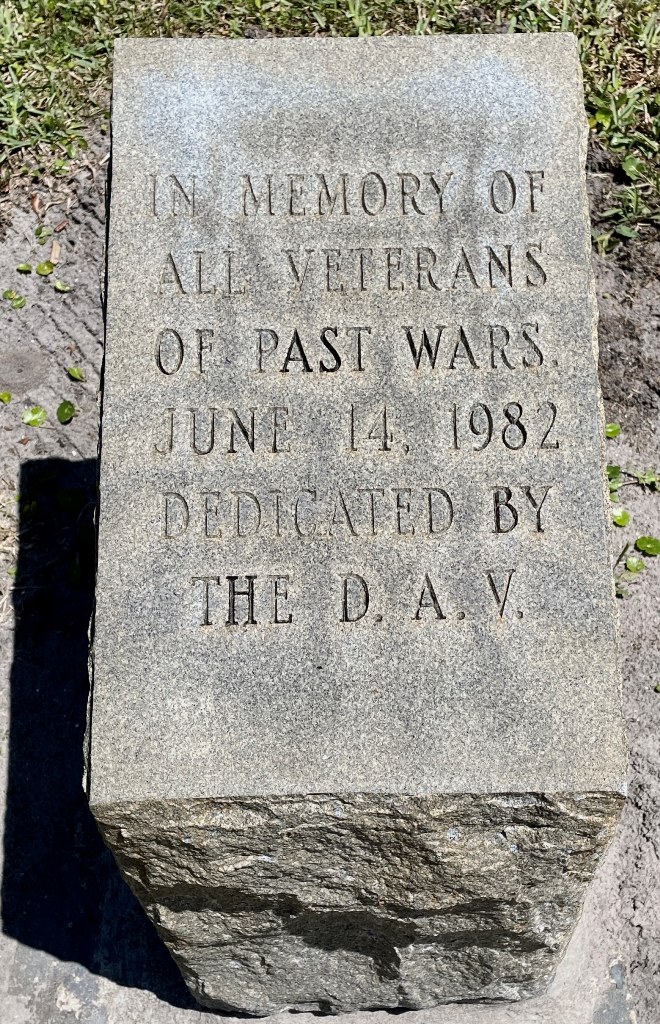 IN MEMORY OF
ALL VETERANS
OF PAST WARS.
JUNE 14, 1982
DEDICATED BY
THE D.A.V.